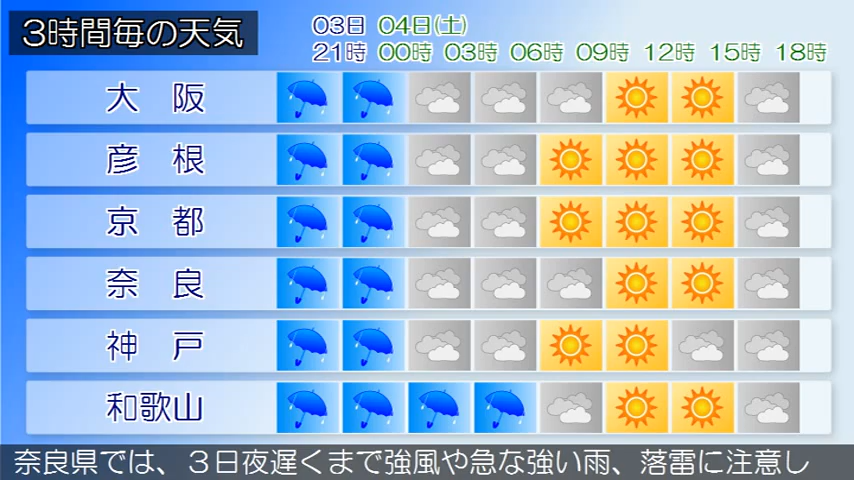 3時間毎の天気
03日 04日(土)
21時 00時 03時 06時 09時 12時 15時 18時
大 阪
彦 根
京 都
奈 良
神 戸
和歌山
奈良県では、３日夜遅くまで強風や急な強い雨、落雷に注意し